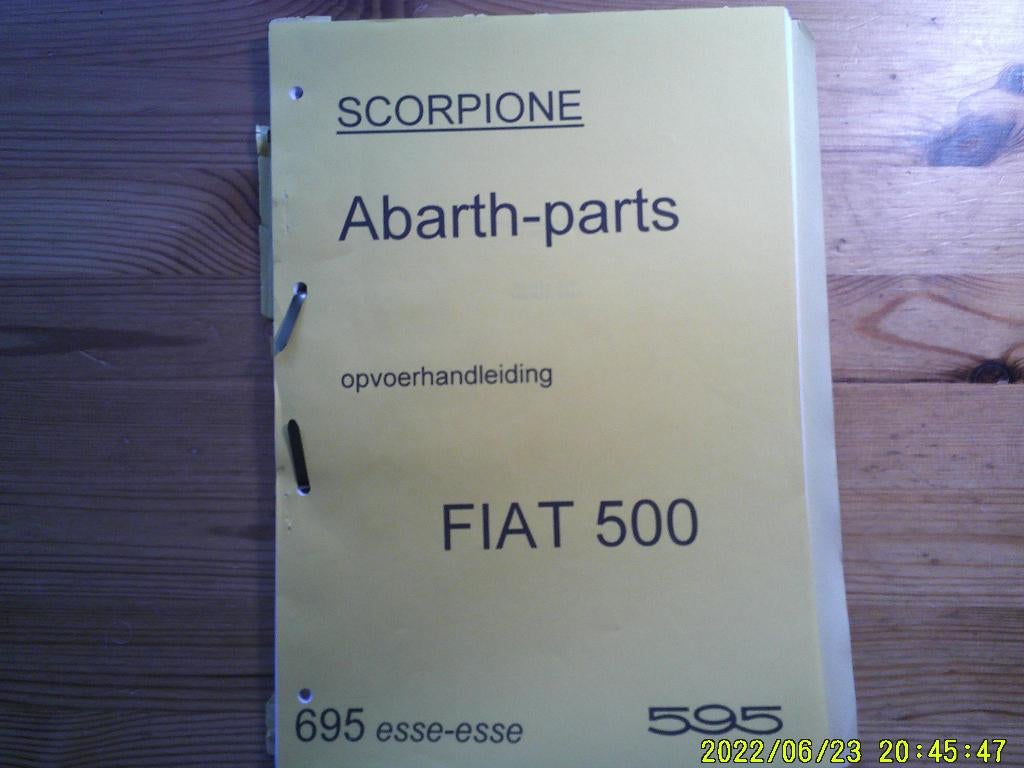 SCORPIONE
Abarth-parts
opvoerhandleiding
FIAT 500
695 esse-esse 595
2022/06/23 20:45:47